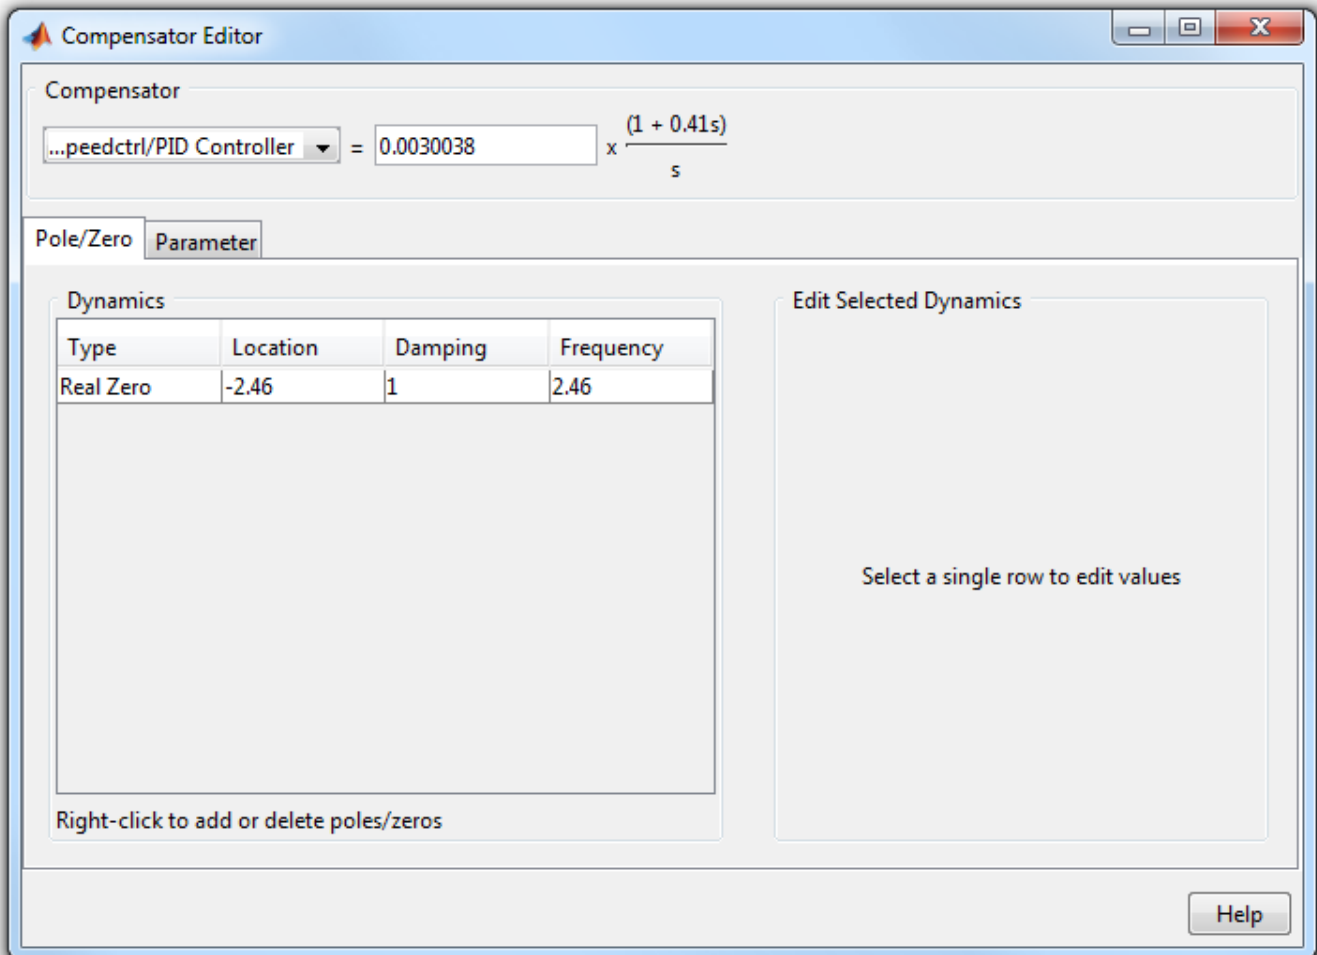 Compensator Editor
Compensator
...peedctrl/PID Controller = 0.0030038 x (1 + 0.41s)
s
Pole/Zero Parameter
Dynamics
Edit Selected Dynamics
Type Location Damping Frequency
Real Zero -2.46 1 2.46
Select a single row to edit values
Right-click to add or delete poles/zeros
Help